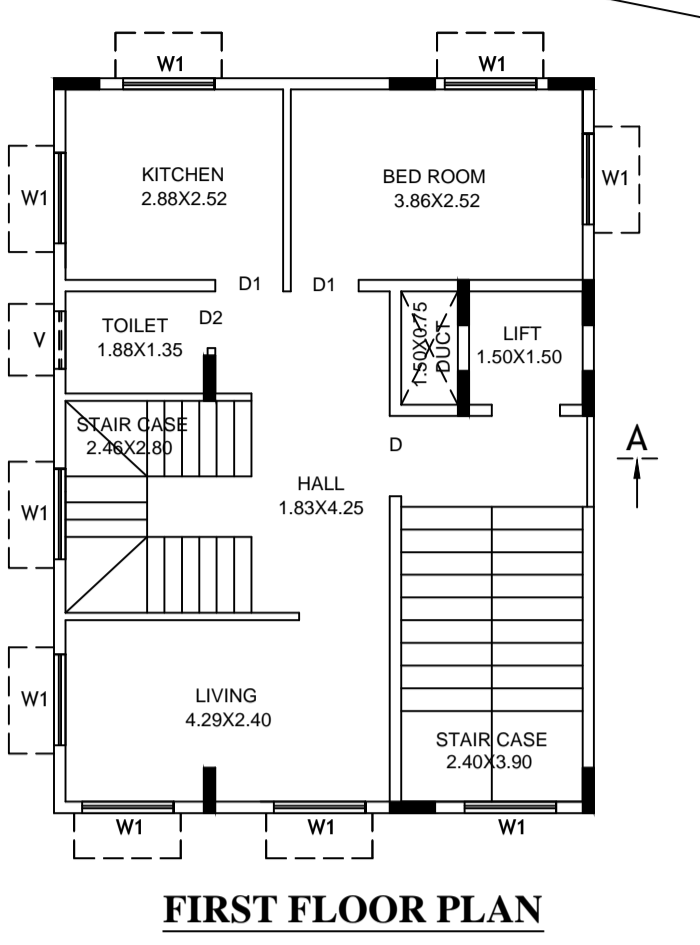 W1
W1
KITCHEN
2.88X2.52
BED ROOM
3.86X2.52
W1
W1
D1
D1
V
TOILET
1.88X1.35
D2
1.50X0.75
DUCT
LIFT
1.50X1.50
STAIR CASE
2.46X2.80
D
A
HALL
1.83X4.25
W1
W1
LIVING
4.29X2.40
STAIR CASE
2.40X3.90
W1
W1
W1
FIRST FLOOR PLAN